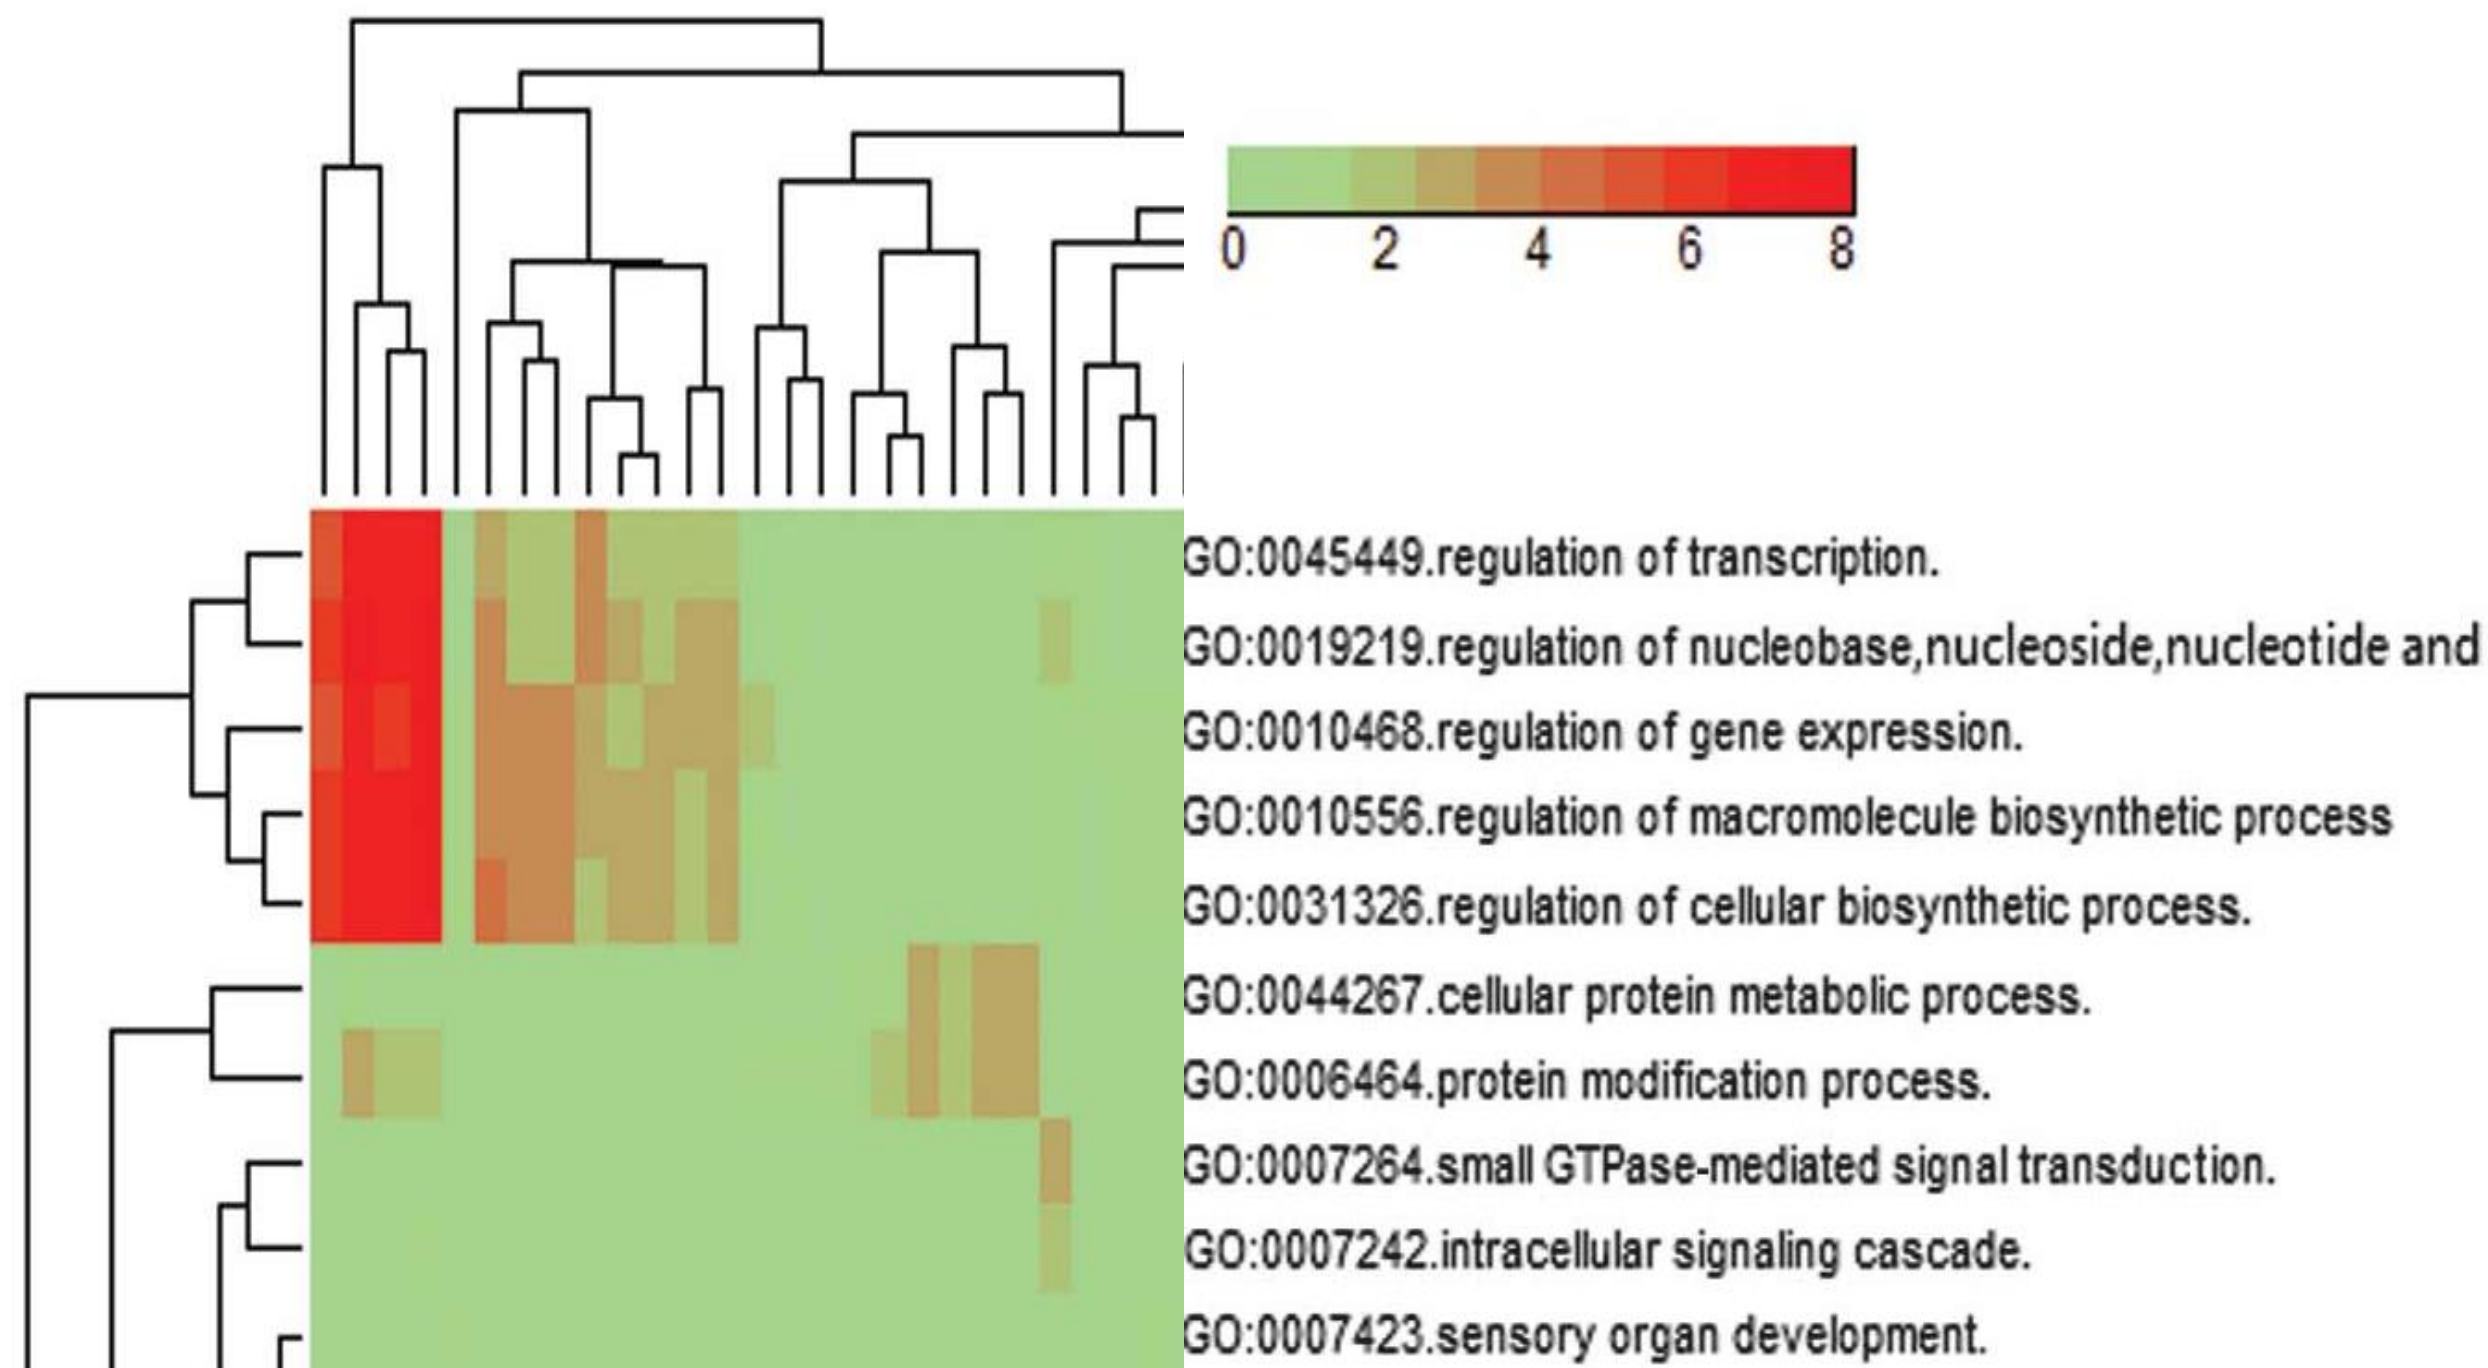 0 2 4 6 8
GO:0045449.regulation of transcription.
GO:0019219.regulation of nucleobase,nucleoside,nucleotide and
GO:0010468.regulation of gene expression.
GO:0010556.regulation of macromolecule biosynthetic process
GO:0031326.regulation of cellular biosynthetic process.
GO:0044267.cellular protein metabolic process.
GO:0006464.protein modification process.
GO:0007264.small GTPase-mediated signal transduction.
GO:0007242.intracellular signaling cascade.
GO:0007423.sensory organ development.